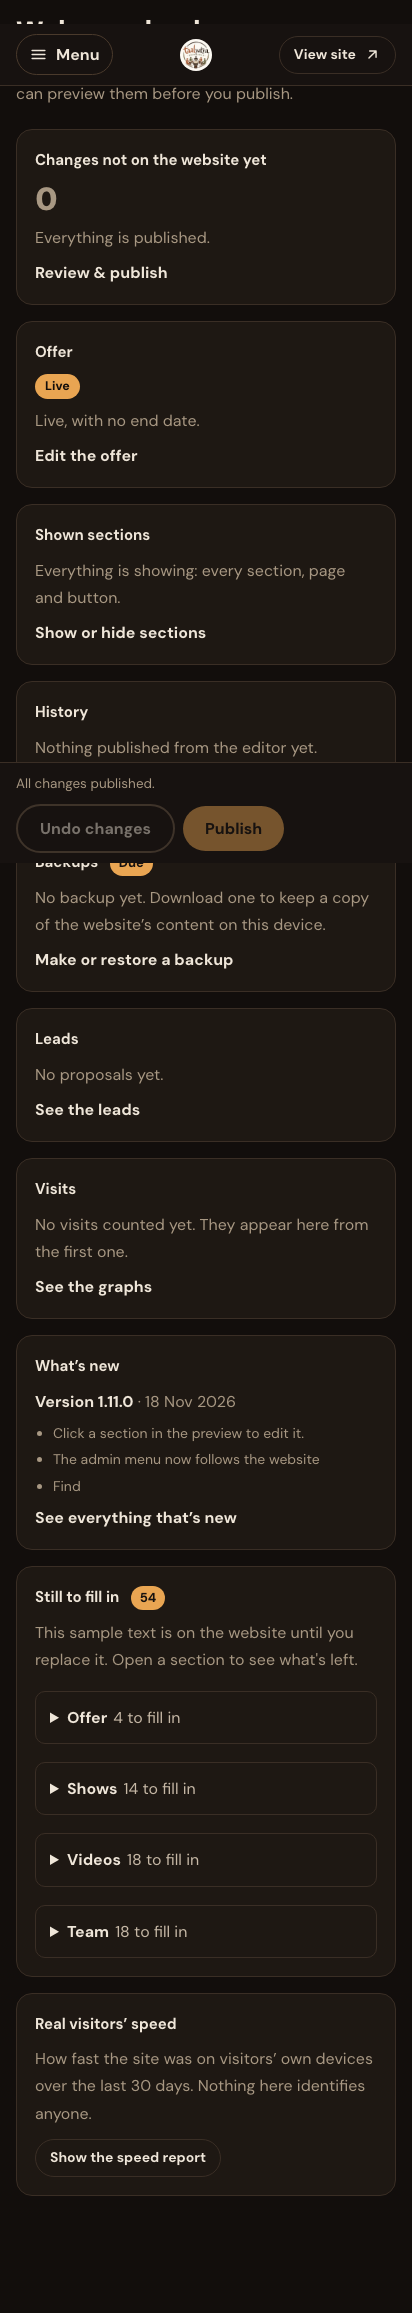 Menu
View site
can preview them before you publish.
Changes not on the website yet
0
Everything is published.
Review & publish
Offer
Live
Live, with no end date.
Edit the offer
Shown sections
Everything is showing: every section, page
and button.
Show or hide sections
History
Nothing published from the editor yet.
All changes published.
Undo changes
Publish
Backups Due
No backup yet. Download one to keep a copy
of the website’s content on this device.
Make or restore a backup
Leads
No proposals yet.
See the leads
Visits
No visits counted yet. They appear here from
the first one.
See the graphs
What’s new
Version 1.11.0 · 18 Nov 2026
• Click a section in the preview to edit it.
• The admin menu now follows the website
• Find
See everything that’s new
Still to fill in 54
This sample text is on the website until you
replace it. Open a section to see what's left.
▶ Offer 4 to fill in
▶ Shows 14 to fill in
▶ Videos 18 to fill in
▶ Team 18 to fill in
Real visitors’ speed
How fast the site was on visitors’ own devices
over the last 30 days. Nothing here identifies
anyone.
Show the speed report